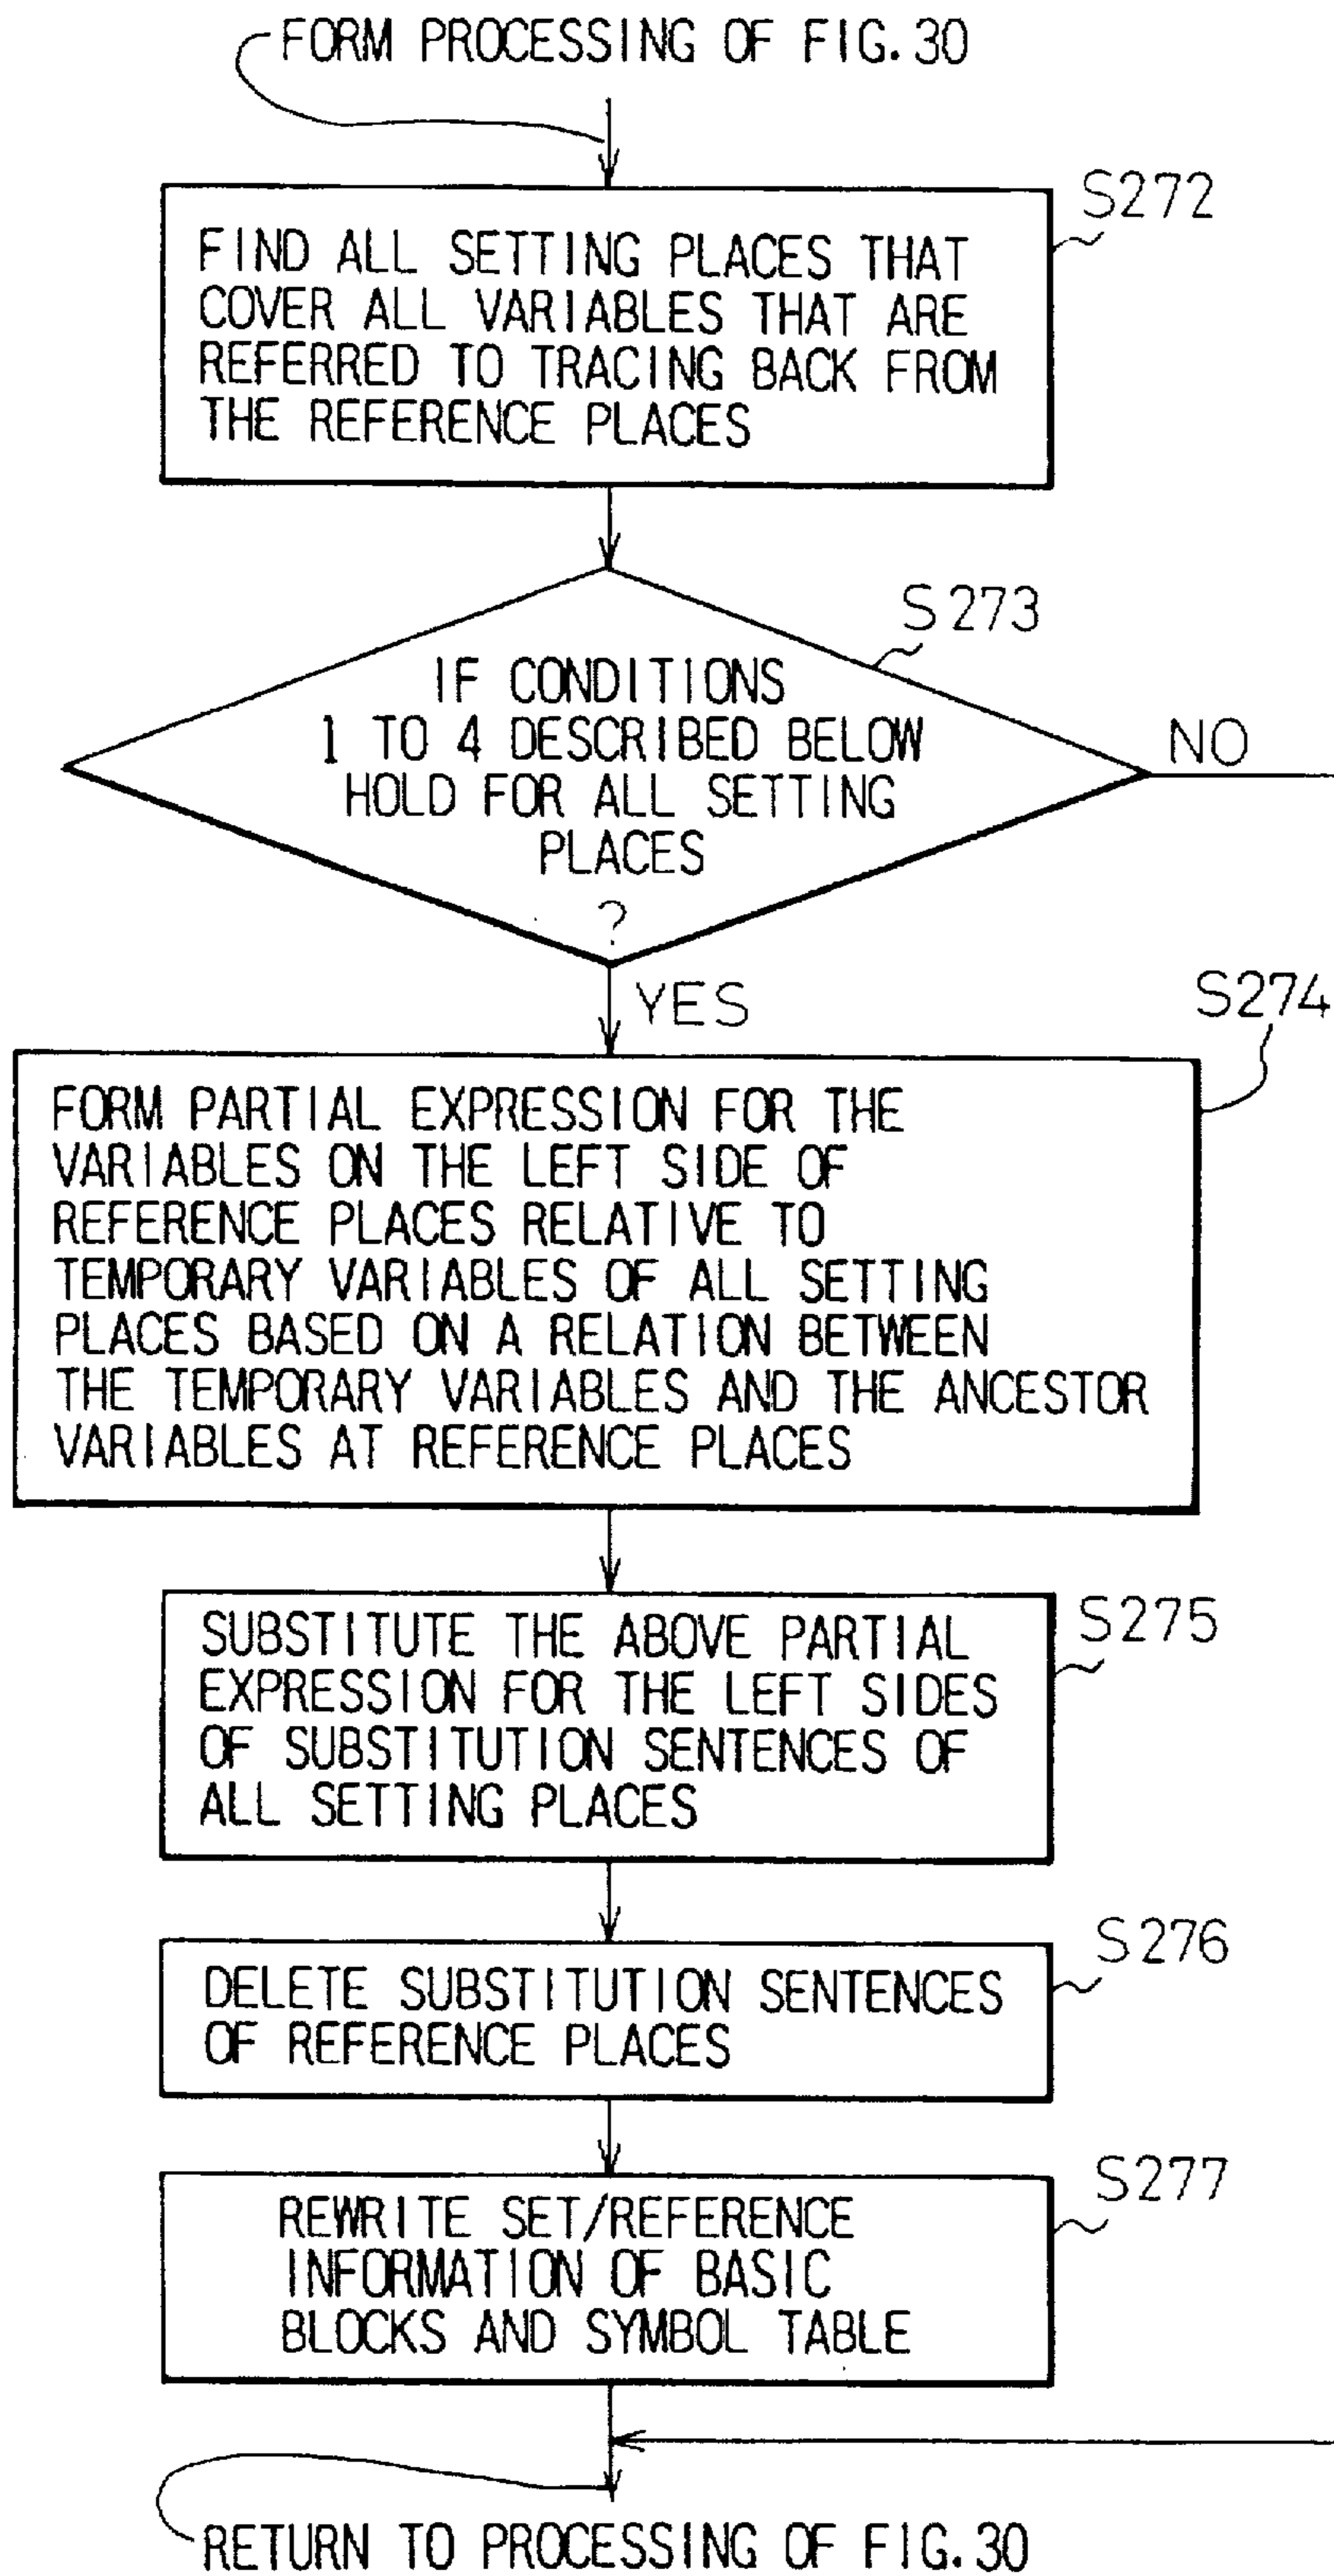 FORM PROCESSING OF FIG. 30
S272
FIND ALL SETTING PLACES THAT
COVER ALL VARIABLES THAT ARE
REFERRED TO TRACING BACK FROM
THE REFERENCE PLACES
S273
IF CONDITIONS
1 TO 4 DESCRIBED BELOW
HOLD FOR ALL SETTING
PLACES
?
NO
YES
S274
FORM PARTIAL EXPRESSION FOR THE
VARIABLES ON THE LEFT SIDE OF
REFERENCE PLACES RELATIVE TO
TEMPORARY VARIABLES OF ALL SETTING
PLACES BASED ON A RELATION BETWEEN
THE TEMPORARY VARIABLES AND THE ANCESTOR
VARIABLES AT REFERENCE PLACES
S275
SUBSTITUTE THE ABOVE PARTIAL
EXPRESSION FOR THE LEFT SIDES
OF SUBSTITUTION SENTENCES OF
ALL SETTING PLACES
S276
DELETE SUBSTITUTION SENTENCES
OF REFERENCE PLACES
S277
REWRITE SET/REFERENCE
INFORMATION OF BASIC
BLOCKS AND SYMBOL TABLE
RETURN TO PROCESSING OF FIG. 30